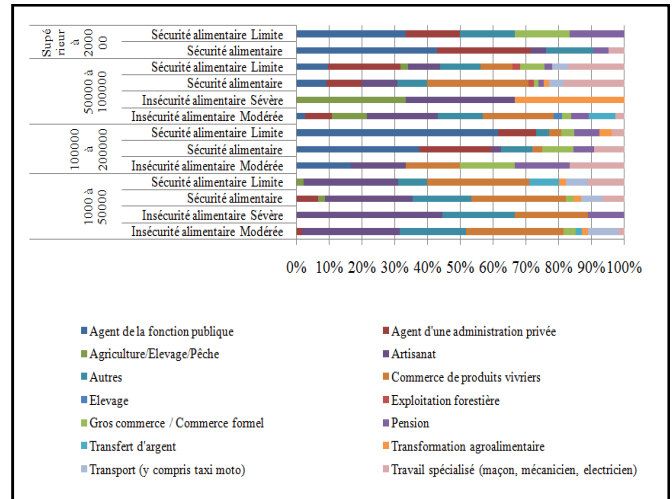 Supé
rieur
à
2000
00
Sécurité alimentaire Limite
Sécurité alimentaire
50000 à
100000
Sécurité alimentaire Limite
Sécurité alimentaire
Insécurité alimentaire Sévère
Insécurité alimentaire Modérée
100000 à
200000
Sécurité alimentaire Limite
Sécurité alimentaire
Insécurité alimentaire Modérée
1000 à
50000
Sécurité alimentaire Limite
Sécurité alimentaire
Insécurité alimentaire Sévère
Insécurité alimentaire Modérée
0% 10% 20% 30% 40% 50% 60% 70% 80% 90% 100%
Agent de la fonction publique
Agent d'une administration privée
Agriculture/Elevage/Pêche
Artisanat
Autres
Commerce de produits vivriers
Elevage
Exploitation forestière
Gros commerce / Commerce formel
Pension
Transfert d'argent
Transformation agroalimentaire
Transport (y compris taxi moto)
Travail spécialisé (maçon, mécanicien, electricien)